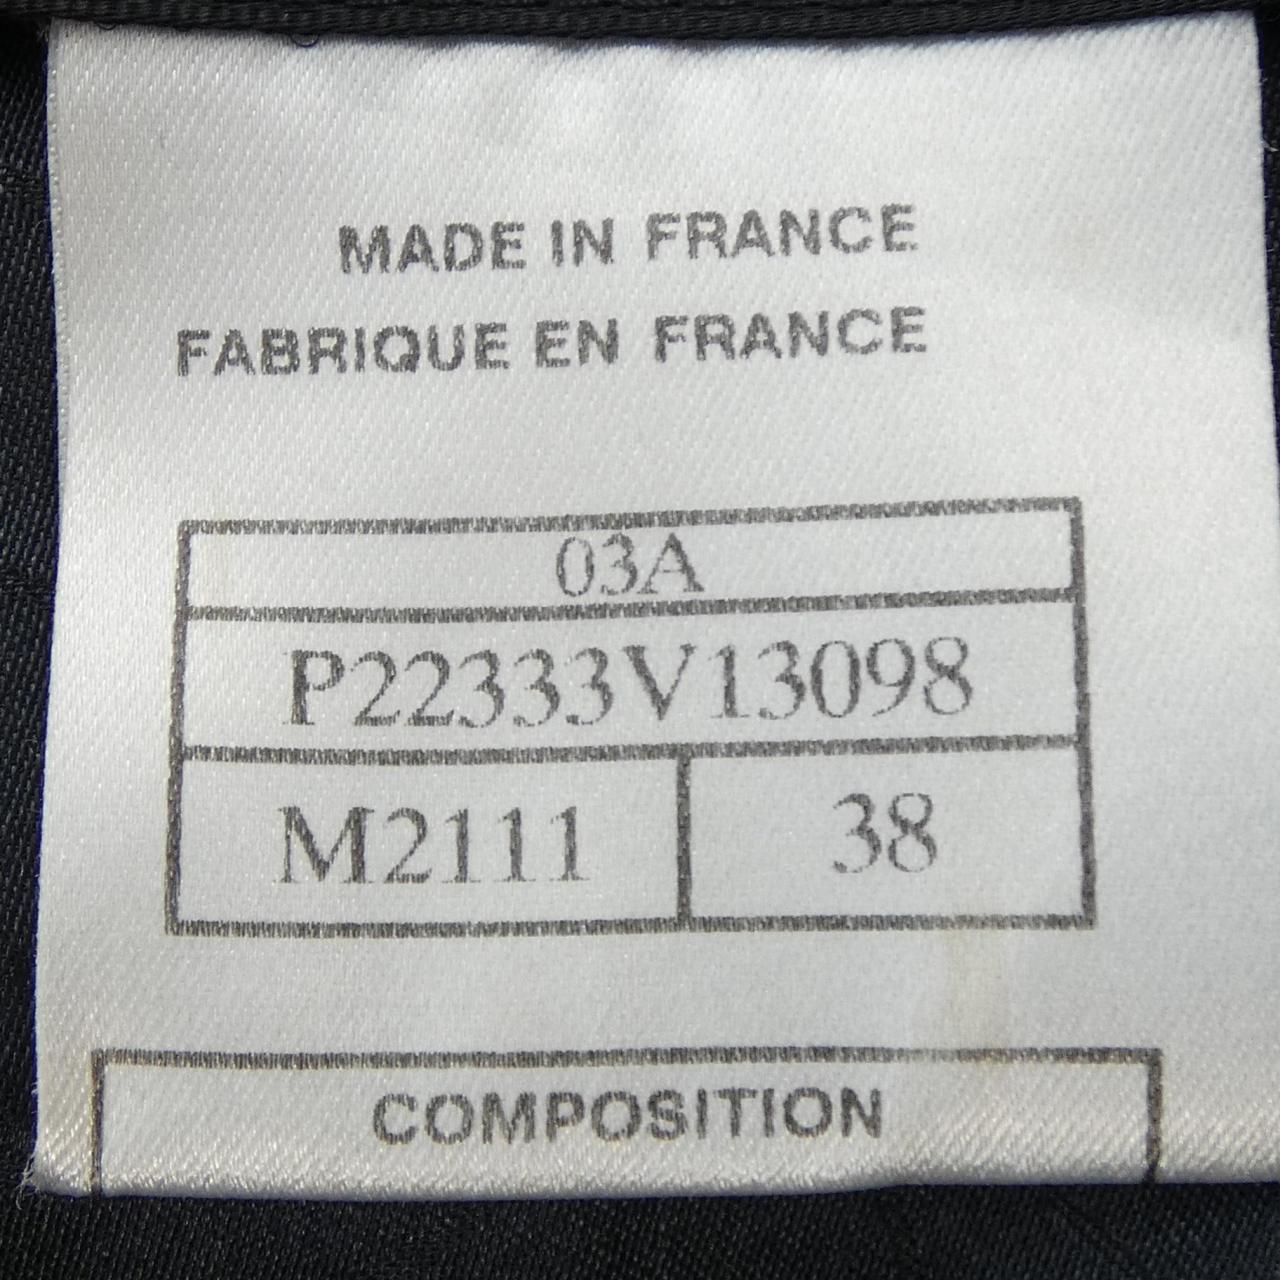 MADE IN FRANCE
FABRIQUE EN FRANCE
03A
P22333V13098
M2111 38
COMPOSITION